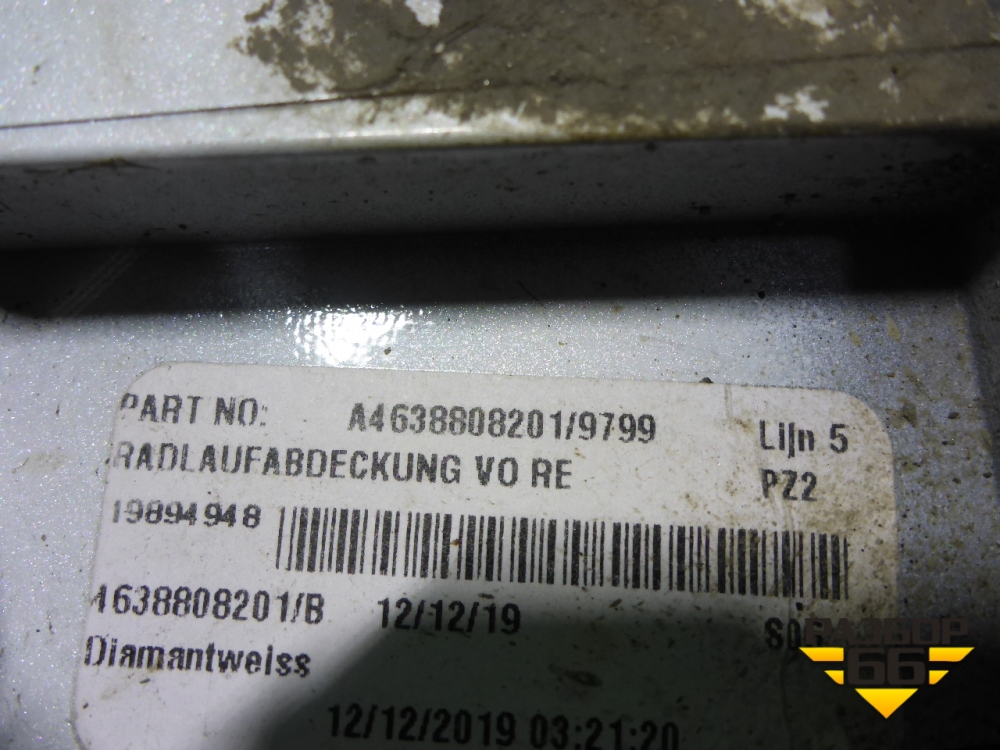 PART NO: A4638808201/9799 Lijn 5
RADLAUFABDECKUNG VO RE PZ2
19894948
4638808201/B 12/12/19
Diamantweiss
12/12/2019 03:21:20
РАЗБОР
66